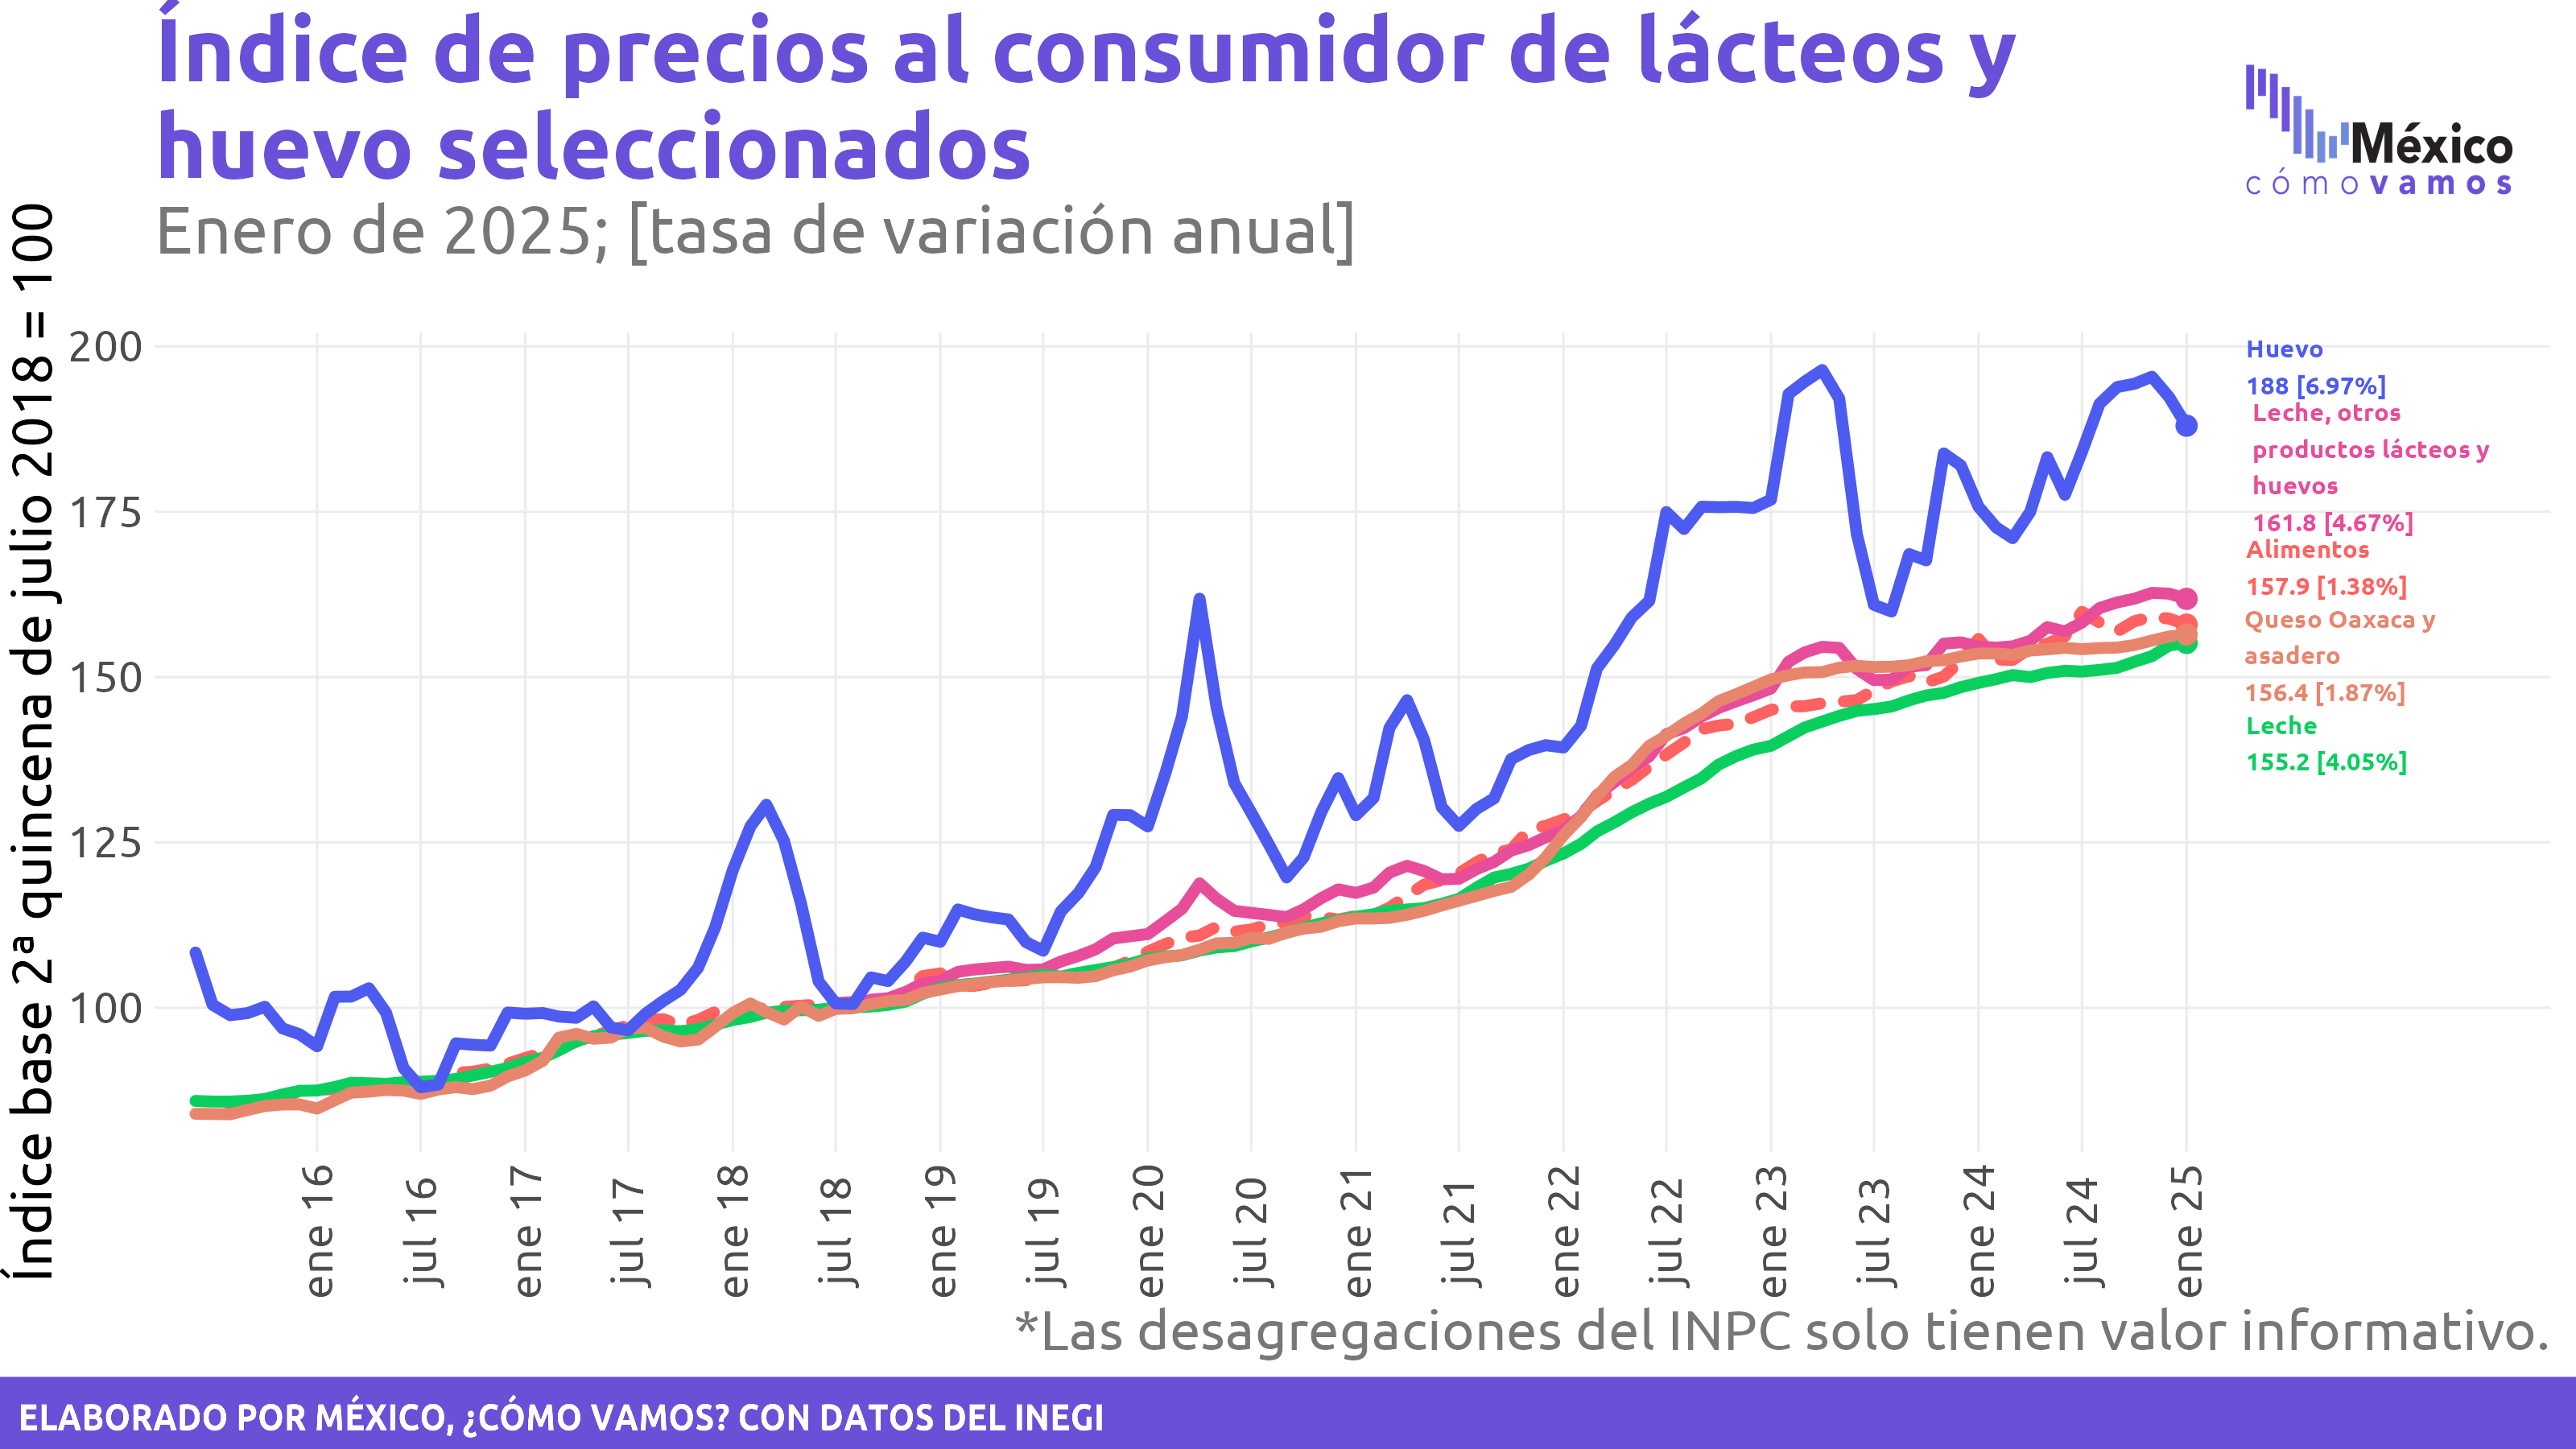 Índice de precios al consumidor de lácteos y
huevo seleccionados
Enero de 2025; [tasa de variación anual]
México
cómo vamos
Índice base 2ª quincena de julio 2018 = 100
200
175
150
125
100
Huevo
188 [6.97%]
Leche, otros
productos lácteos y
huevos
161.8 [4.67%]
Alimentos
157.9 [1.38%]
Queso Oaxaca y
asadero
156.4 [1.87%]
Leche
155.2 [4.05%]
ene 16
jul 16
ene 17
jul 17
ene 18
jul 18
ene 19
jul 19
ene 20
jul 20
ene 21
jul 21
ene 22
jul 22
ene 23
jul 23
ene 24
jul 24
ene 25
*Las desagregaciones del INPC solo tienen valor informativo.
ELABORADO POR MÉXICO, ¿CÓMO VAMOS? CON DATOS DEL INEGI